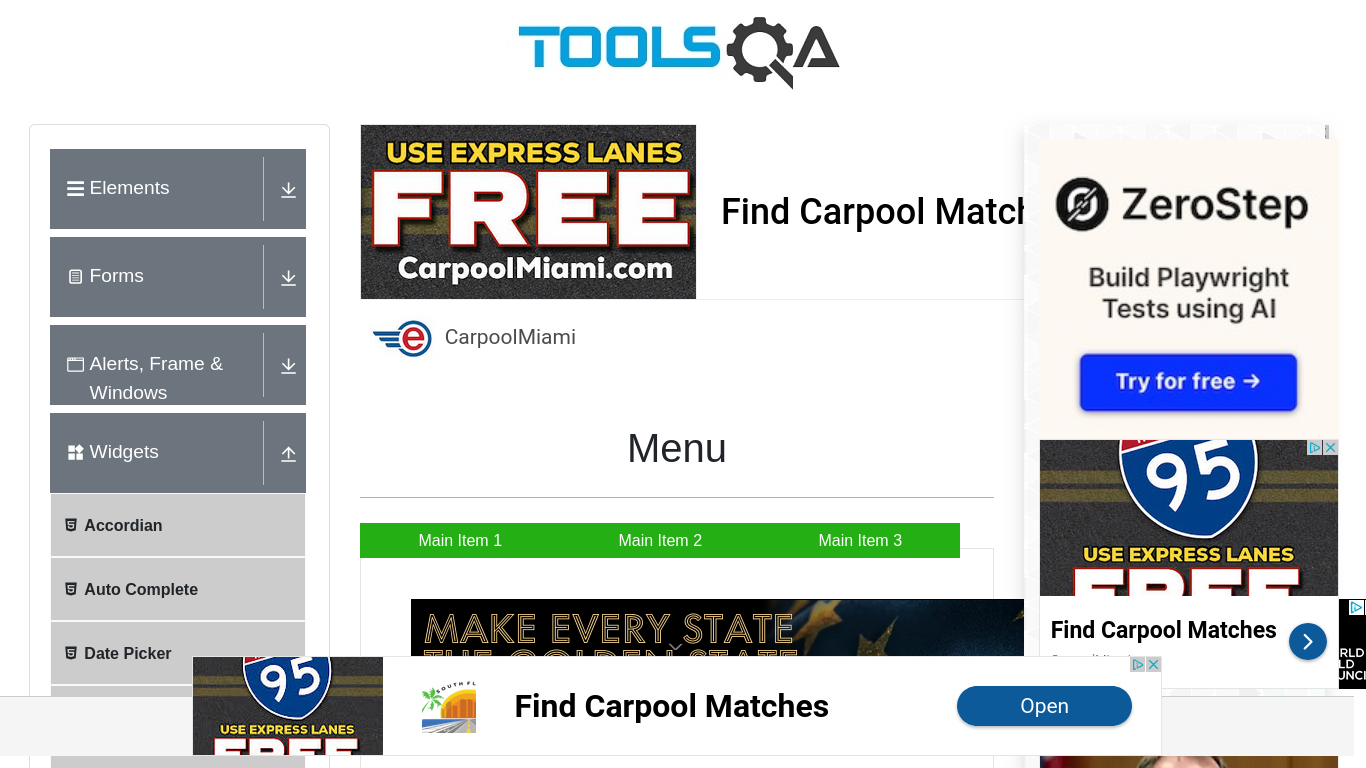 TOOLSQA
Elements
Forms
Alerts, Frame &
Windows
Widgets
Accordian
Auto Complete
Date Picker
USE EXPRESS LANES
FREE
CarpoolMiami.com
Find Carpool Match
CarpoolMiami
Menu
Main Item 1
Main Item 2
Main Item 3
MAKE EVERY STATE
THE GOLDEN STATE
ZeroStep
Build Playwright
Tests using AI
Try for free →
95
USE EXPRESS LANES
FREE
Find Carpool Matches
95
USE EXPRESS LANES
FREE
SOUTH FL
Find Carpool Matches
Open